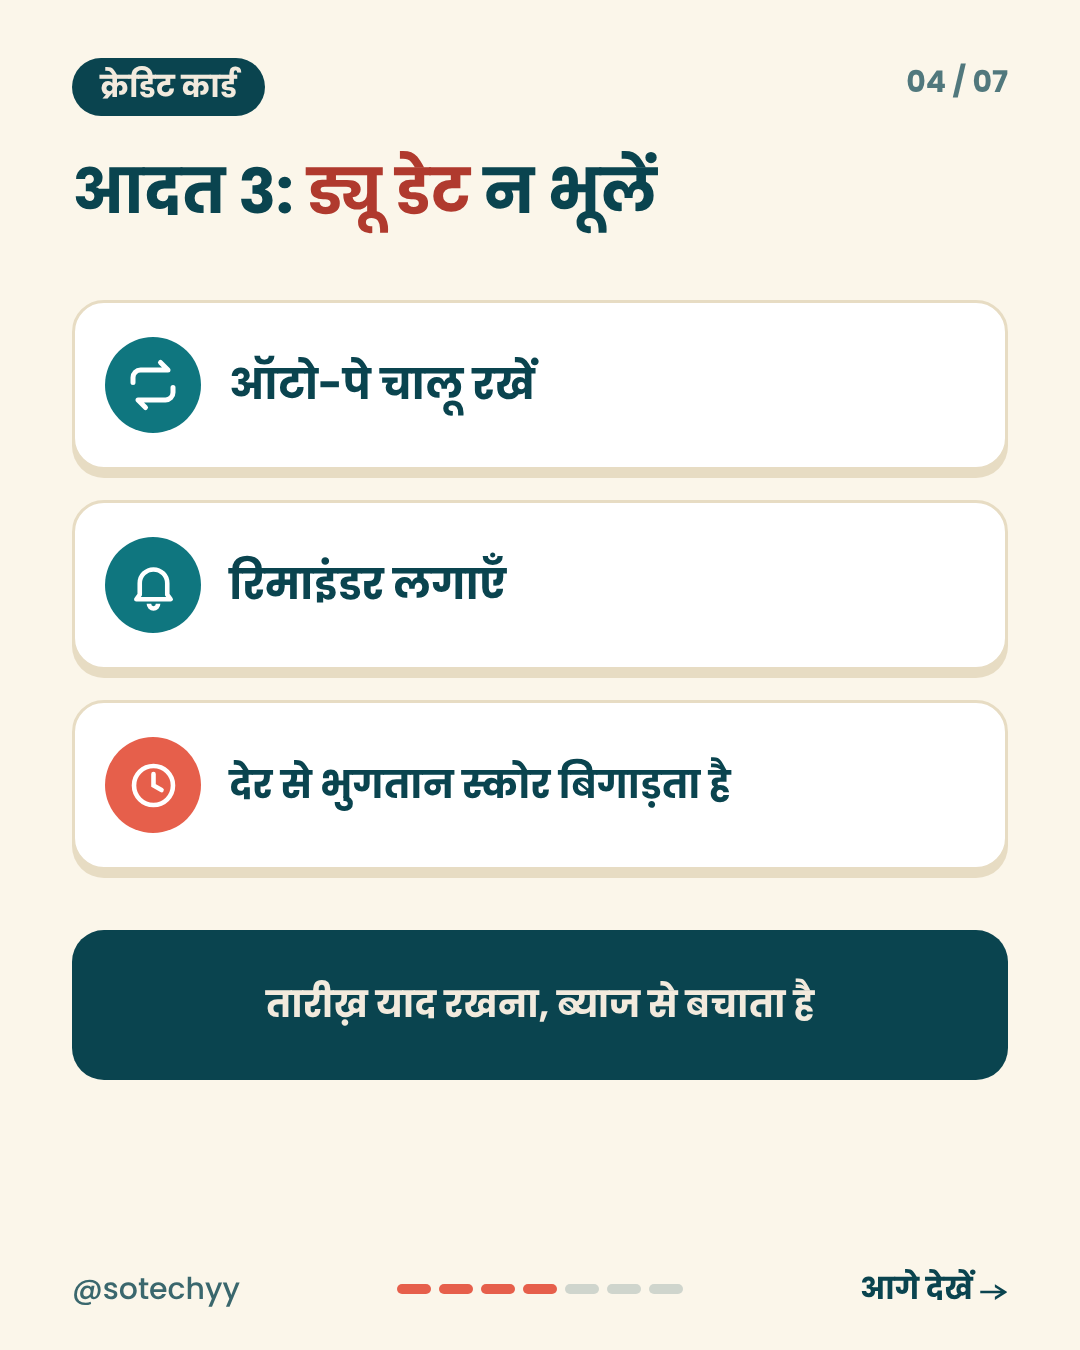 क्रेडिट कार्ड
04 / 07
आदत 3: ड्यू डेट न भूलें
ऑटो-पे चालू रखें
रिमाइंडर लगाएँ
देर से भुगतान स्कोर बिगाड़ता है
तारीख़ याद रखना, ब्याज से बचाता है
@sotechyy
आगे देखें →